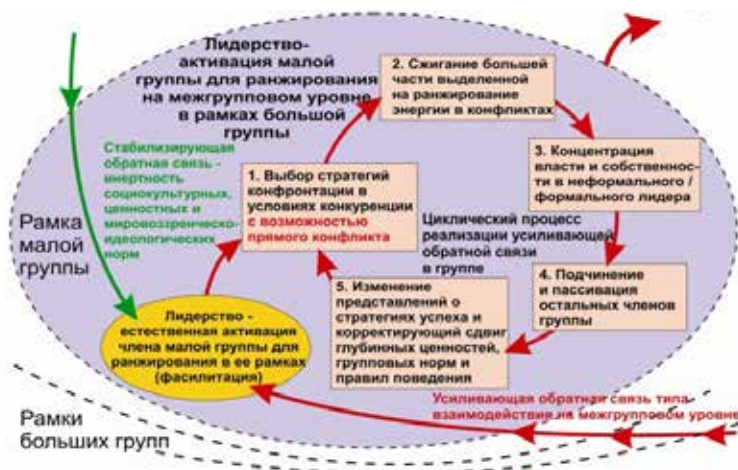 Лидерство-
активация малой
группы для ранжирования
на межгрупповом уровне
в рамках большой
группы
2. Сжигание большей
части выделенной
на ранжирование
энергии в конфликтах
Стабилизирующая
обратная связь -
инертность
социокультурных,
ценностных и
мировоззренческо-
идеологических
норм
1. Выбор стратегий
конфронтации в
условиях конкуренции
с возможностью
прямого конфликта
3. Концентрация
власти и собствен-
ности в неформального /
формального лидера
Рамка
малой
группы
Циклический процесс
реализации усиливающей
обратной связи
в группе
4. Подчинение
и пассивация
остальных членов
группы
5. Изменение
представлений о
стратегиях успеха и
корректирующий сдвиг
глубинных ценностей,
групповых норм и
правил поведения
Лидерство -
естественная активация
члена малой группы для
ранжирования в ее рамках
(фасилитация)
Усиливающая обратная связь типа
взаимодействия на межгрупповом уровне
Рамки
больших групп